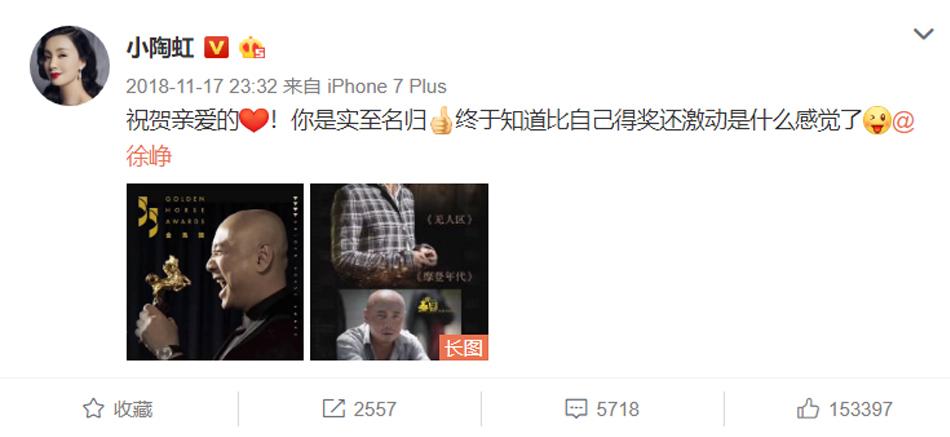 小陶虹
2018-11-17 23:32 来自 iPhone 7 Plus
祝贺亲爱的❤️！你是实至名归👍终于知道比自己得奖还激动是什么感觉了😜@
徐峥
55
GOLDEN
HORSE
AWARDS
金馬獎
《无人区》
《摩登年代》
长图
收藏
2557
5718
153397